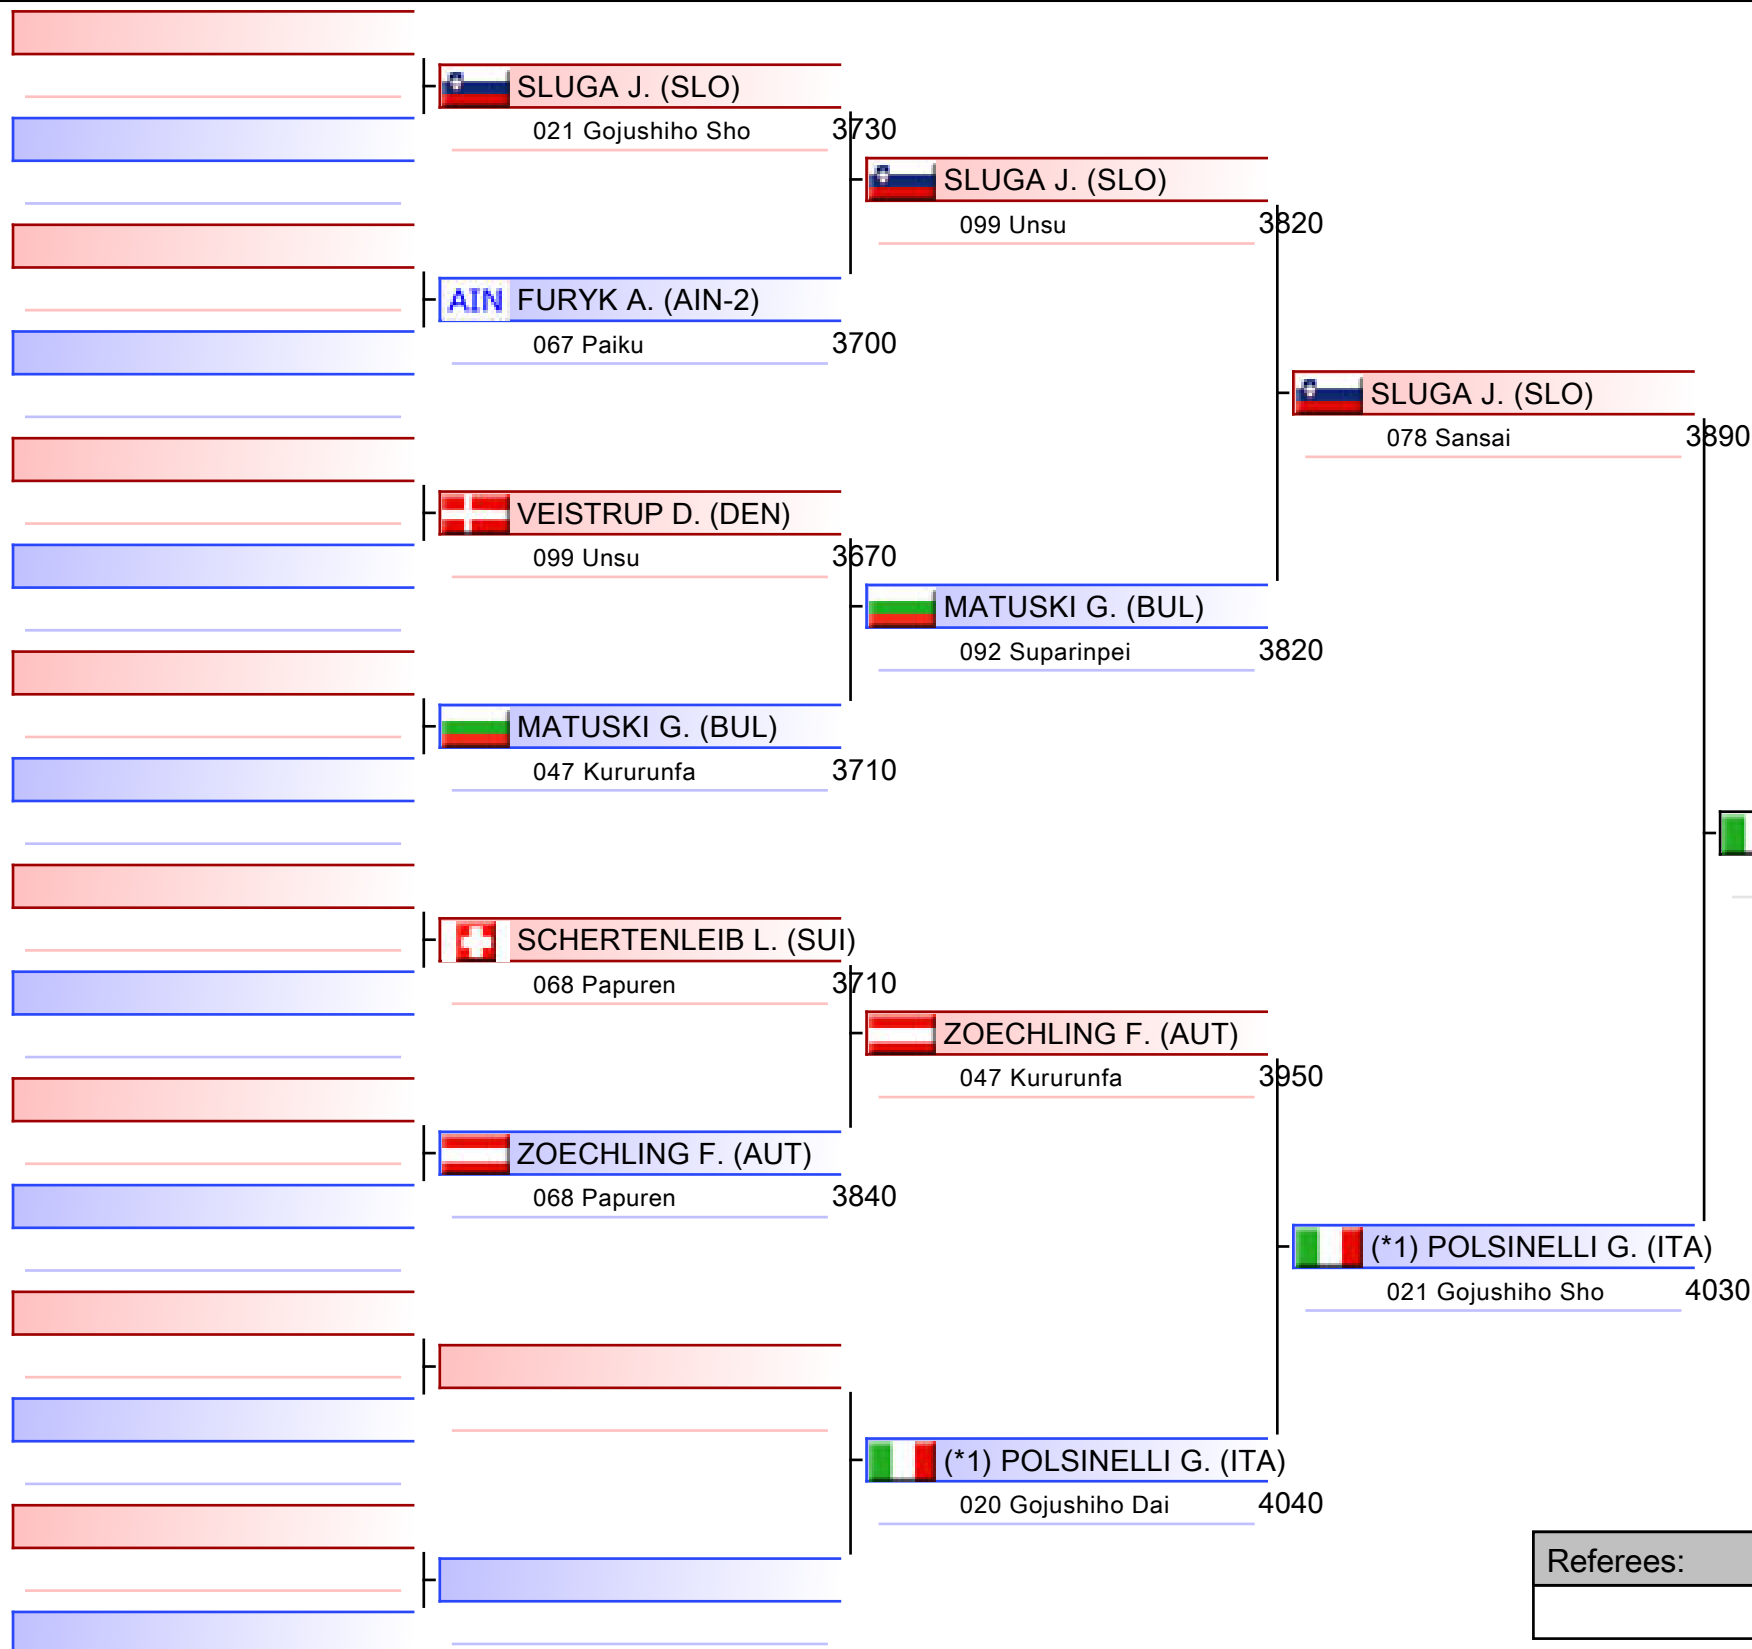 SLUGA J. (SLO)
021 Gojushiho Sho 3730
AIN FURYK A. (AIN-2)
067 Paiku 3700
VEISTRUP D. (DEN)
099 Unsu 3670
MATUSKI G. (BUL)
047 Kururunfa 3710
SCHERTENLEIB L. (SUI)
068 Papuren 3710
ZOECHLING F. (AUT)
068 Papuren 3840
SLUGA J. (SLO)
099 Unsu 3820
MATUSKI G. (BUL)
092 Suparinpei 3820
ZOECHLING F. (AUT)
047 Kururunfa 3950
(*1) POLSINELLI G. (ITA)
020 Gojushiho Dai 4040
SLUGA J. (SLO)
078 Sansai 3890
(*1) POLSINELLI G. (ITA)
021 Gojushiho Sho 4030
Referees: